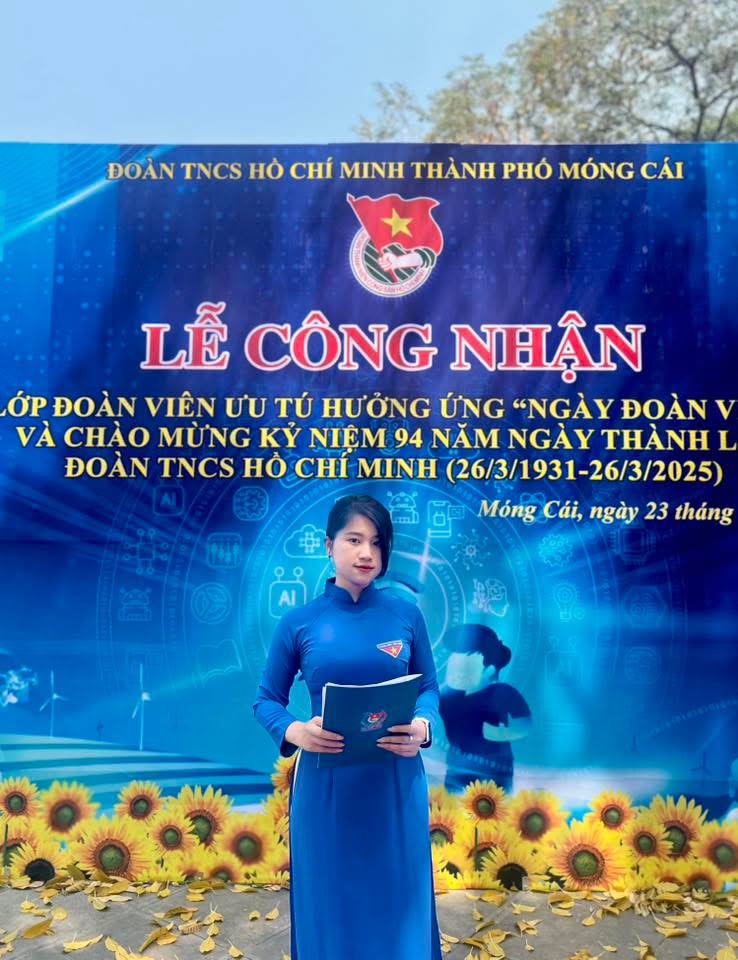 ĐOÀN TNCS HỒ CHÍ MINH THÀNH PHỐ MÓNG CÁI
LỄ CÔNG NHẬN
LỚP ĐOÀN VIÊN ƯU TÚ HƯỞNG ỨNG “NGÀY ĐOÀN V
VÀ CHÀO MỪNG KỶ NIỆM 94 NĂM NGÀY THÀNH L
ĐOÀN TNCS HỒ CHÍ MINH (26/3/1931-26/3/2025)
Móng Cái, ngày 23 tháng
AI
AI